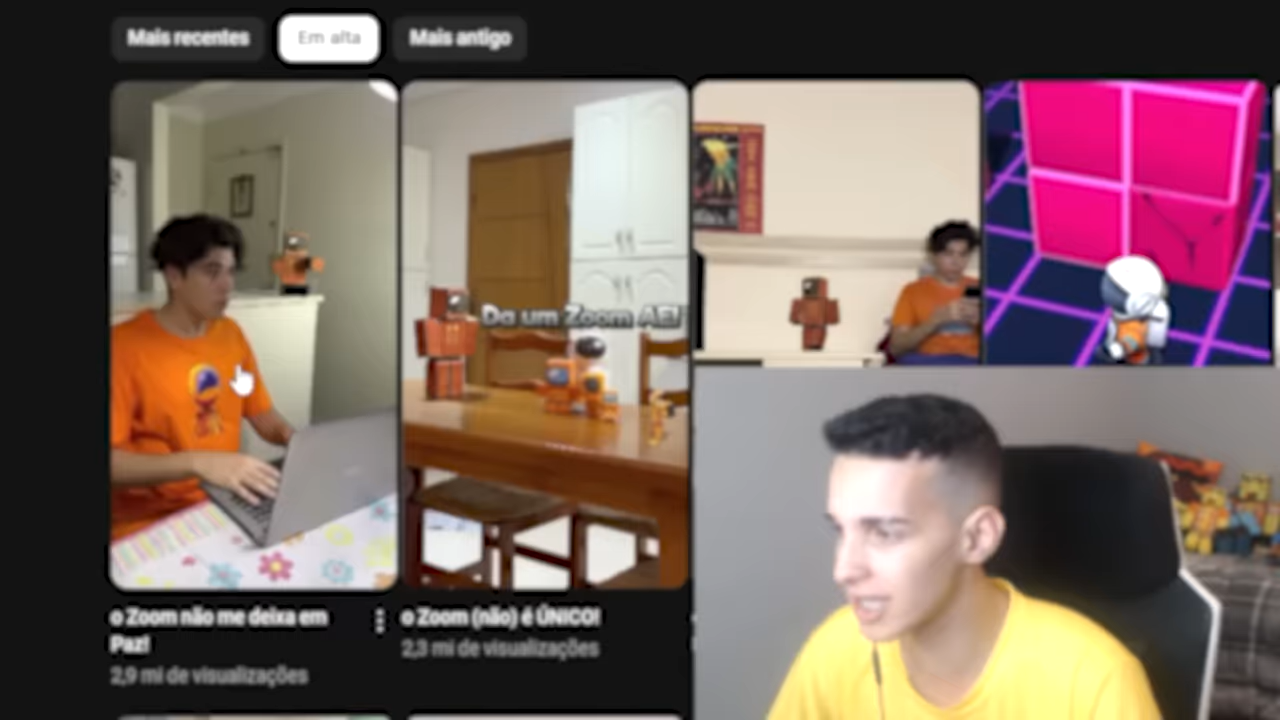 Mais recentes
Em alta
Mais antigo
Da um Zoom AE!
o Zoom não me deixa em
Paz!
2,9 mi de visualizações
o Zoom (não) é ÚNICO!
2,3 mi de visualizações